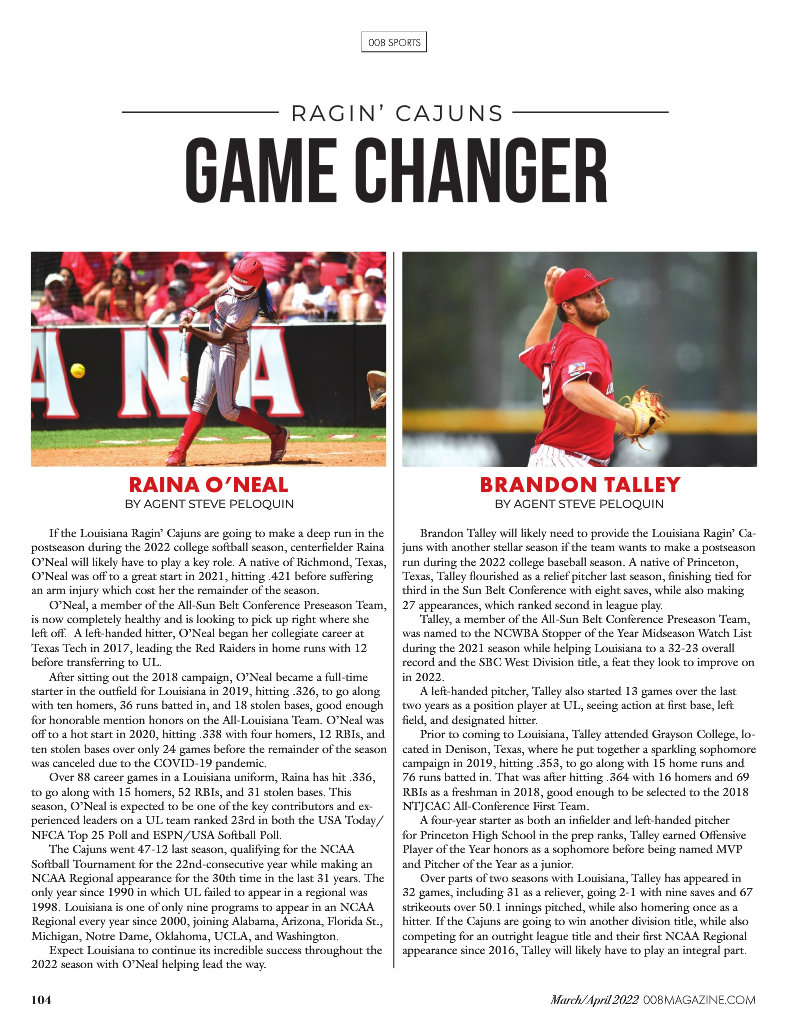 008 SPORTS
RAGIN' CAJUNS
GAME CHANGER
A N N A
RAINA O'NEAL
BY AGENT STEVE PELOQUIN
If the Louisiana Ragin' Cajuns are going to make a deep run in the
postseason during the 2022 college softball season, centerfielder Raina
O'Neal will likely have to play a key role. A native of Richmond, Texas,
O'Neal was off to a great start in 2021, hitting .421 before suffering
an arm injury which cost her the remainder of the season.
O'Neal, a member of the All-Sun Belt Conference Preseason Team,
is now completely healthy and is looking to pick up right where she
left off. A left-handed hitter, O'Neal began her collegiate career at
Texas Tech in 2017, leading the Red Raiders in home runs with 12
before transferring to UL.
After sitting out the 2018 campaign, O'Neal became a full-time
starter in the outfield for Louisiana in 2019, hitting .326, to go along
with ten homers, 36 runs batted in, and 18 stolen bases, good enough
for honorable mention honors on the All-Louisiana Team. O'Neal was
off to a hot start in 2020, hitting .338 with four homers, 12 RBIs, and
ten stolen bases over only 24 games before the remainder of the season
was canceled due to the COVID-19 pandemic.
Over 88 career games in a Louisiana uniform, Raina has hit .336,
to go along with 15 homers, 52 RBIs, and 31 stolen bases. This
season, O'Neal is expected to be one of the key contributors and ex-
perienced leaders on a UL team ranked 23rd in both the USA Today/
NFCA Top 25 Poll and ESPN/USA Softball Poll.
The Cajuns went 47-12 last season, qualifying for the NCAA
Softball Tournament for the 22nd-consecutive year while making an
NCAA Regional appearance for the 30th time in the last 31 years. The
only year since 1990 in which UL failed to appear in a regional was
1998. Louisiana is one of only nine programs to appear in an NCAA
Regional every year since 2000, joining Alabama, Arizona, Florida St.,
Michigan, Notre Dame, Oklahoma, UCLA, and Washington.
Expect Louisiana to continue its incredible success throughout the
2022 season with O'Neal helping lead the way.
BRANDON TALLEY
BY AGENT STEVE PELOQUIN
Brandon Talley will likely need to provide the Louisiana Ragin' Ca-
juns with another stellar season if the team wants to make a postseason
run during the 2022 college baseball season. A native of Princeton,
Texas, Talley flourished as a relief pitcher last season, finishing tied for
third in the Sun Belt Conference with eight saves, while also making
27 appearances, which ranked second in league play.
Talley, a member of the All-Sun Belt Conference Preseason Team,
was named to the NCWBA Stopper of the Year Midseason Watch List
during the 2021 season while helping Louisiana to a 32-23 overall
record and the SBC West Division title, a feat they look to improve on
in 2022.
A left-handed pitcher, Talley also started 13 games over the last
two years as a position player at UL, seeing action at first base, left
field, and designated hitter.
Prior to coming to Louisiana, Talley attended Grayson College, lo-
cated in Denison, Texas, where he put together a sparkling sophomore
campaign in 2019, hitting .353, to go along with 15 home runs and
76 runs batted in. That was after hitting .364 with 16 homers and 69
RBIs as a freshman in 2018, good enough to be selected to the 2018
NTJCAC All-Conference First Team.
A four-year starter as both an infielder and left-handed pitcher
for Princeton High School in the prep ranks, Talley earned Offensive
Player of the Year honors as a sophomore before being named MVP
and Pitcher of the Year as a junior.
Over parts of two seasons with Louisiana, Talley has appeared in
32 games, including 31 as a reliever, going 2-1 with nine saves and 67
strikeouts over 50.1 innings pitched, while also homering once as a
hitter. If the Cajuns are going to win another division title, while also
competing for an outright league title and their first NCAA Regional
appearance since 2016, Talley will likely have to play an integral part.
104
March/April 2022 008MAGAZINE.COM